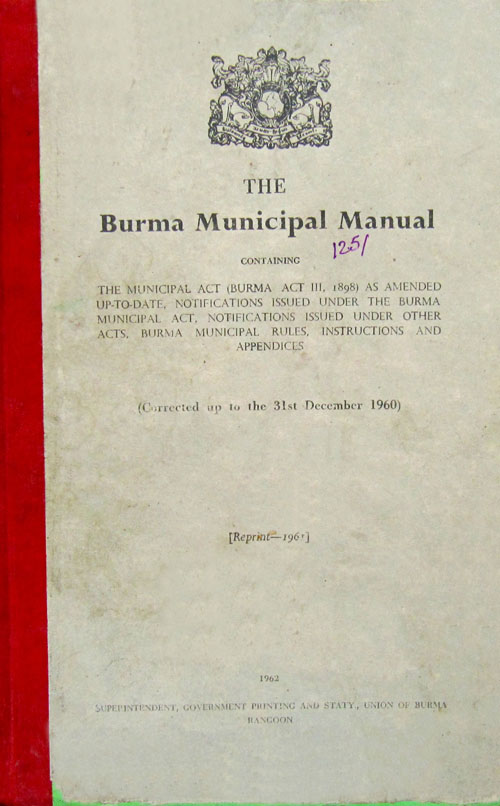 THE
Burma Municipal Manual
125/
CONTAINING
THE MUNICIPAL ACT (BURMA ACT III, 1898) AS AMENDED
UP-TO-DATE, NOTIFICATIONS ISSUED UNDER THE BURMA
MUNICIPAL ACT, NOTIFICATIONS ISSUED UNDER OTHER
ACTS, BURMA MUNICIPAL RULES, INSTRUCTIONS AND
APPENDICES
(Corrected up to the 31st December 1960)
[Reprint—
1962
SUPERINTENDENT, GOVERNMENT PRINTING AND STATY., UNION OF BURMA
RANGOON